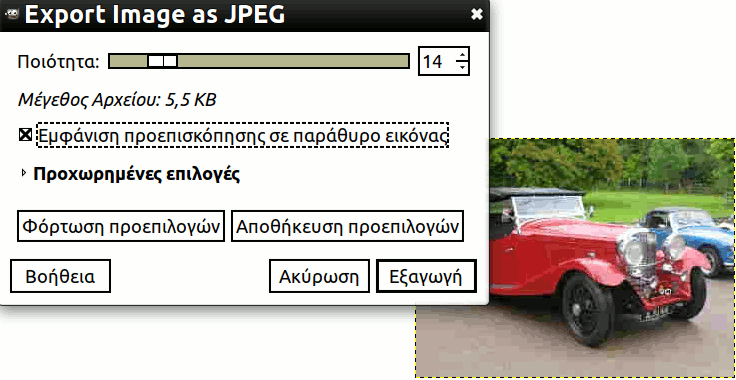 Export Image as JPEG
Ποιότητα: 14
Μέγεθος Αρχείου: 5,5 KB
Εμφάνιση προεπισκόπησης σε παράθυρο εικόνας
Προχωρημένες επιλογές
Φόρτωση προεπιλογών Αποθήκευση προεπιλογών
Βοήθεια Ακύρωση Εξαγωγή